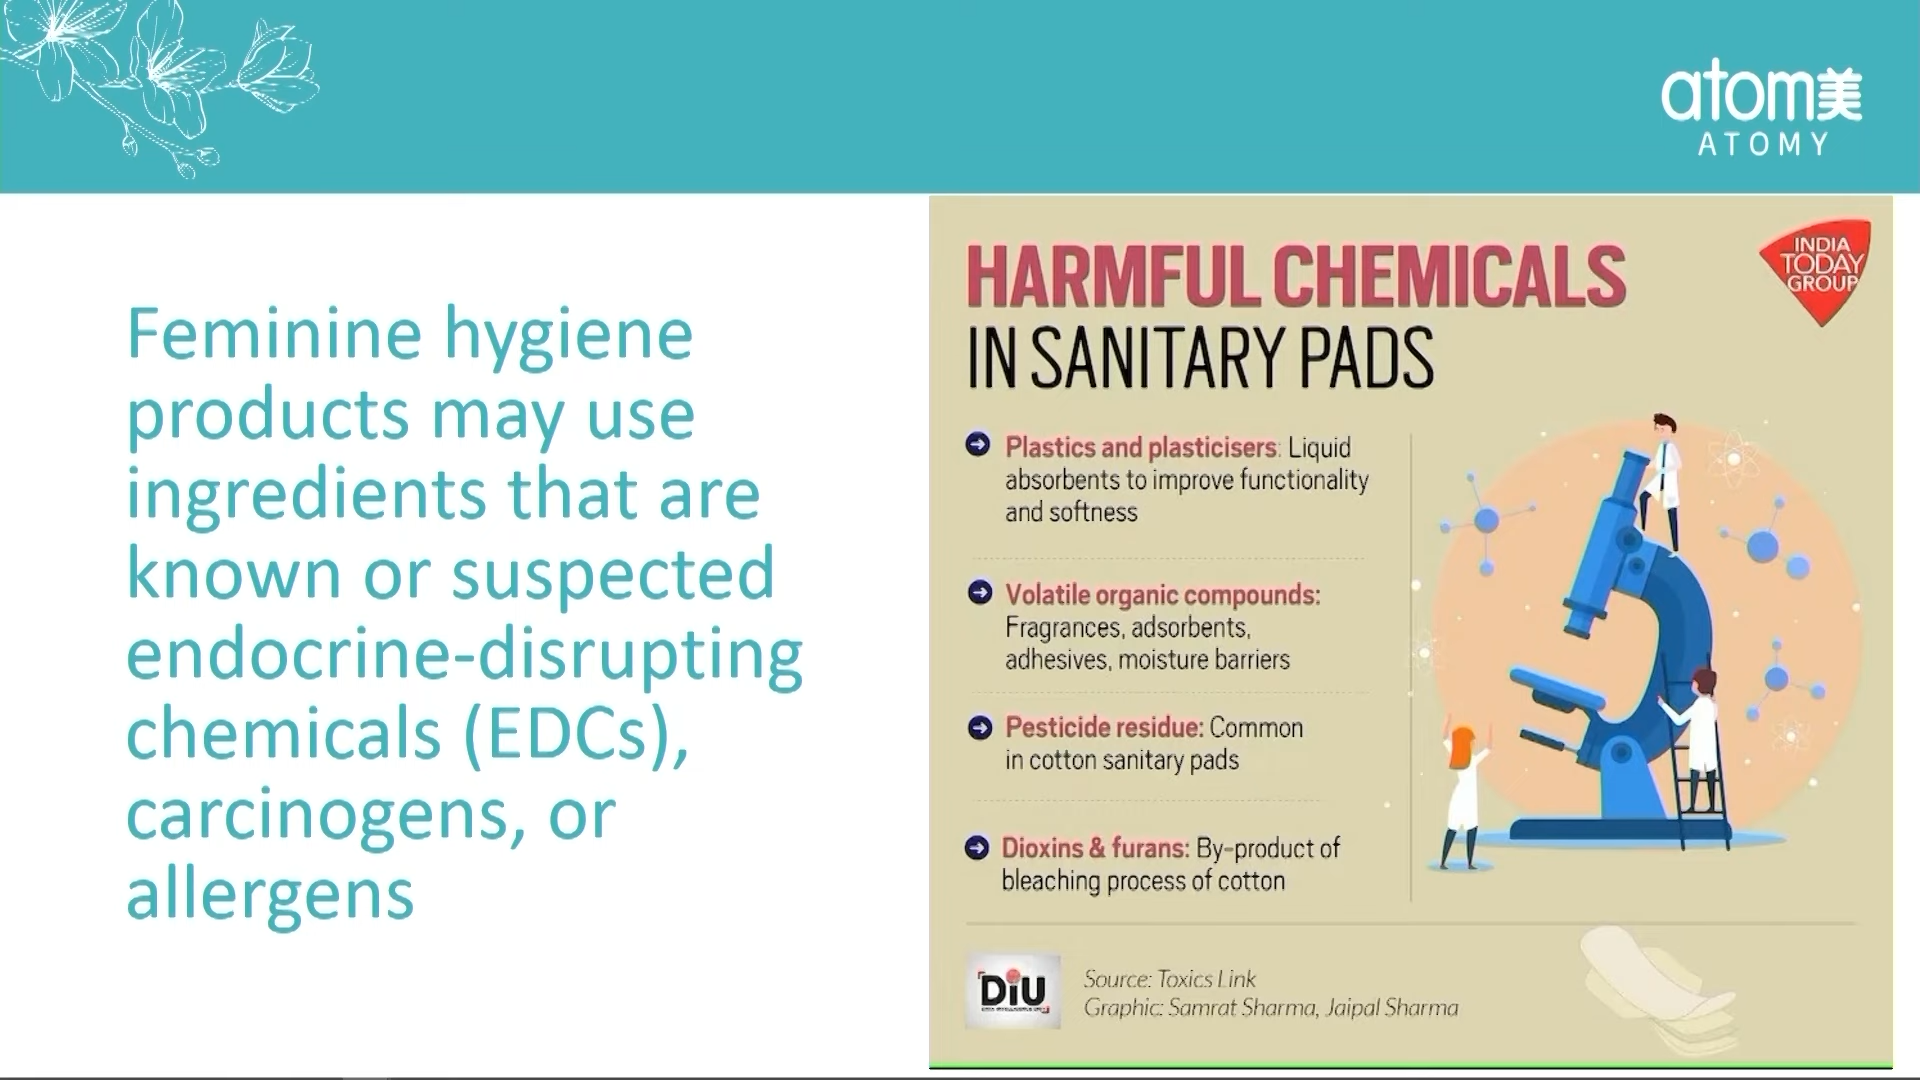 atom美
ATOMY
Feminine hygiene
products may use
ingredients that are
known or suspected
endocrine-disrupting
chemicals (EDCs),
carcinogens, or
allergens
HARMFUL CHEMICALS
IN SANITARY PADS
INDIA
TODAY
GROUP
Plastics and plasticisers: Liquid
absorbents to improve functionality
and softness
Volatile organic compounds:
Fragrances, adsorbents,
adhesives, moisture barriers
Pesticide residue: Common
in cotton sanitary pads
Dioxins & furans: By-product of
bleaching process of cotton
DIU
Source: Toxics Link
Graphic: Samrat Sharma, Jaipal Sharma